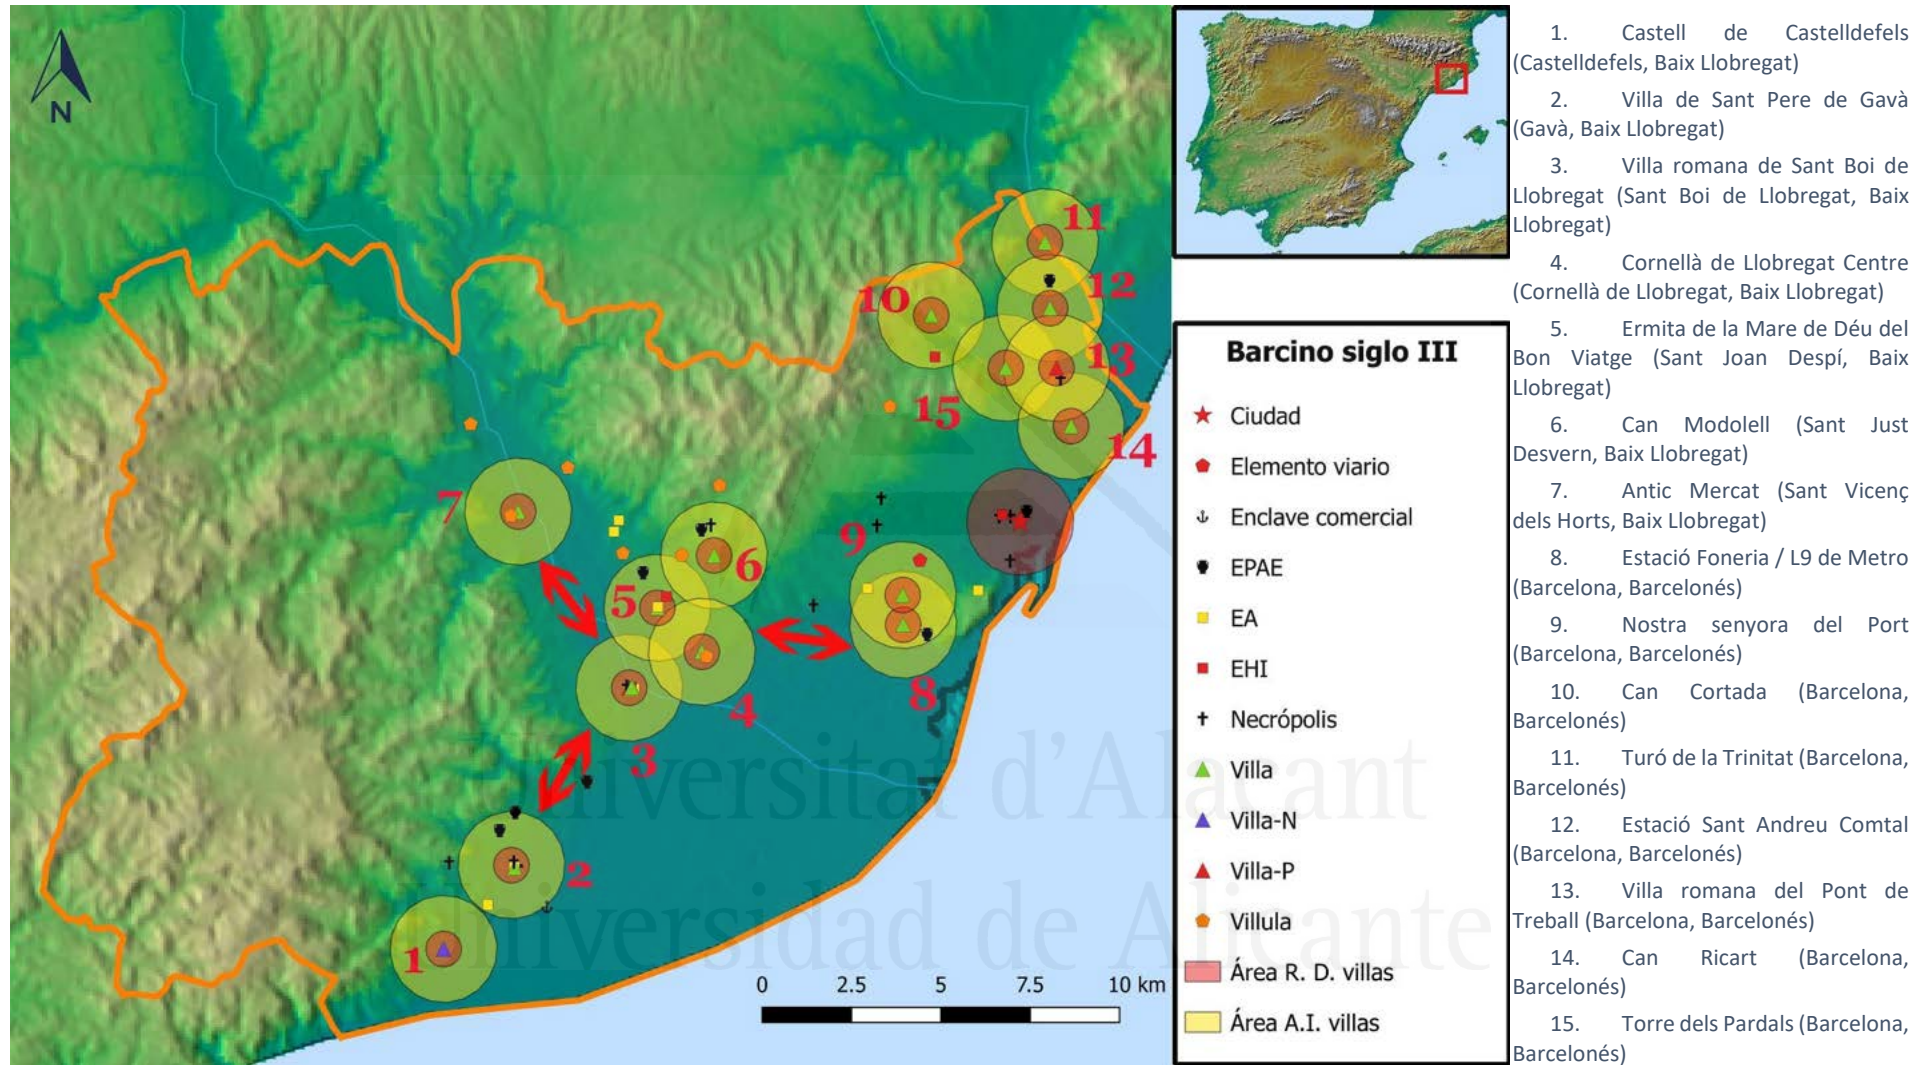 N
11
12
10
13
15
14
7
9
6
5
4
8
3
2
1
0 2.5 5 7.5 10 km
Universitat d'Alacant
Universidad de Alicante
Barcino siglo III
Ciudad
Elemento viario
Enclave comercial
EPAE
EA
EHI
Necrópolis
Villa
Villa-N
Villa-P
Villula
Área R. D. villas
Área A.I. villas
1. Castell de Castelldefels
(Castelldefels, Baix Llobregat)
2. Villa de Sant Pere de Gavà
(Gavà, Baix Llobregat)
3. Villa romana de Sant Boi de
Llobregat (Sant Boi de Llobregat, Baix
Llobregat)
4. Cornellà de Llobregat Centre
(Cornellà de Llobregat, Baix Llobregat)
5. Ermita de la Mare de Déu del
Bon Viatge (Sant Joan Despí, Baix
Llobregat)
6. Can Modolell (Sant Just
Desvern, Baix Llobregat)
7. Antic Mercat (Sant Vicenç
dels Horts, Baix Llobregat)
8. Estació Foneria / L9 de Metro
(Barcelona, Barcelonés)
9. Nostra senyora del Port
(Barcelona, Barcelonés)
10. Can Cortada (Barcelona,
Barcelonés)
11. Turó de la Trinitat (Barcelona,
Barcelonés)
12. Estació Sant Andreu Comtal
(Barcelona, Barcelonés)
13. Villa romana del Pont de
Treball (Barcelona, Barcelonés)
14. Can Ricart (Barcelona,
Barcelonés)
15. Torre dels Pardals (Barcelona,
Barcelonés)